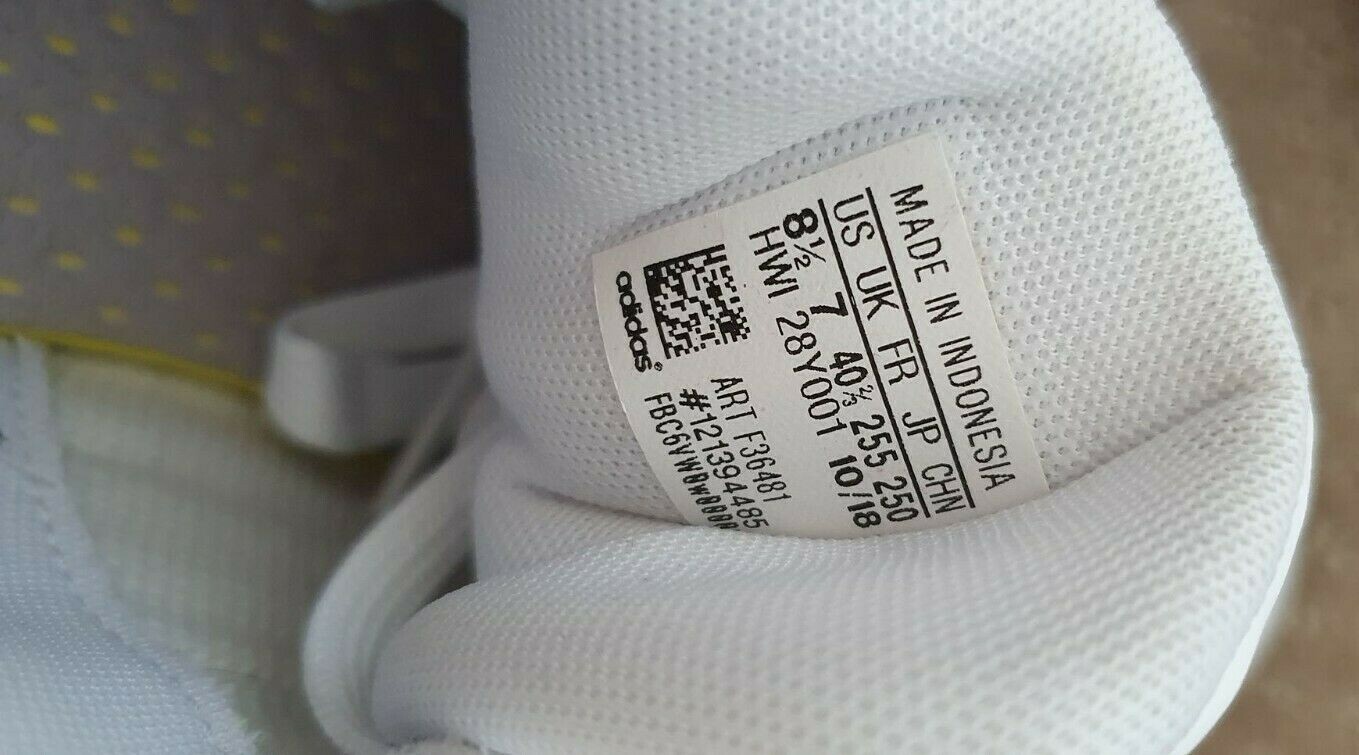 MADE IN INDONESIA
US UK FR JP CHN
8½ 7 40⅔ 255 250
HWI 28Y001 10/18
ART F36481
#121394485
adidas®